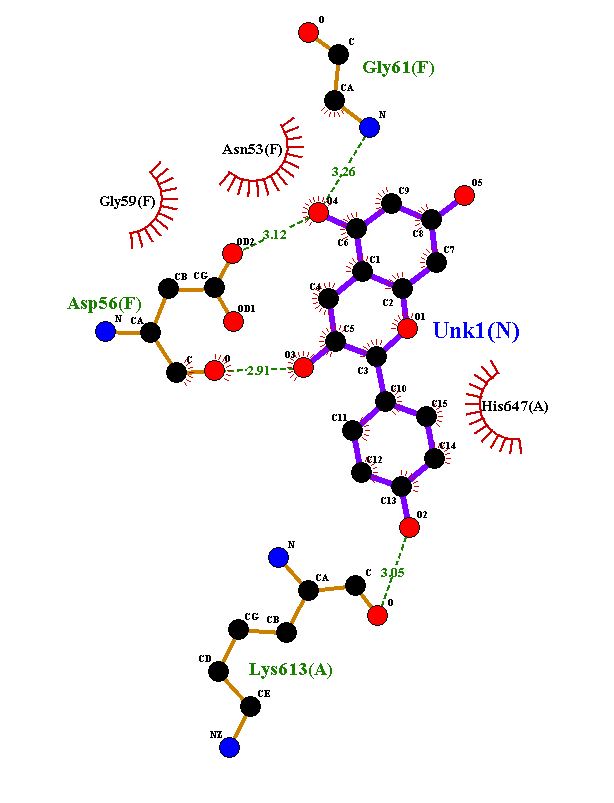 O
C
Gly61(F)
CA
N
Asn53(F)
3.26
Gly59(F)
O4
C9
O5
C6
C8
3.12
OD2
C1
C7
CB
CG
C4
C2
Asp56(F)
OD1
O1
N
CA
C5
Unk1(N)
C
O
2.91
O3
C3
C10
His647(A)
C11
C15
C12
C14
C13
O2
N
CA
C
3.05
O
CG
CB
CD
Lys613(A)
CE
NZ